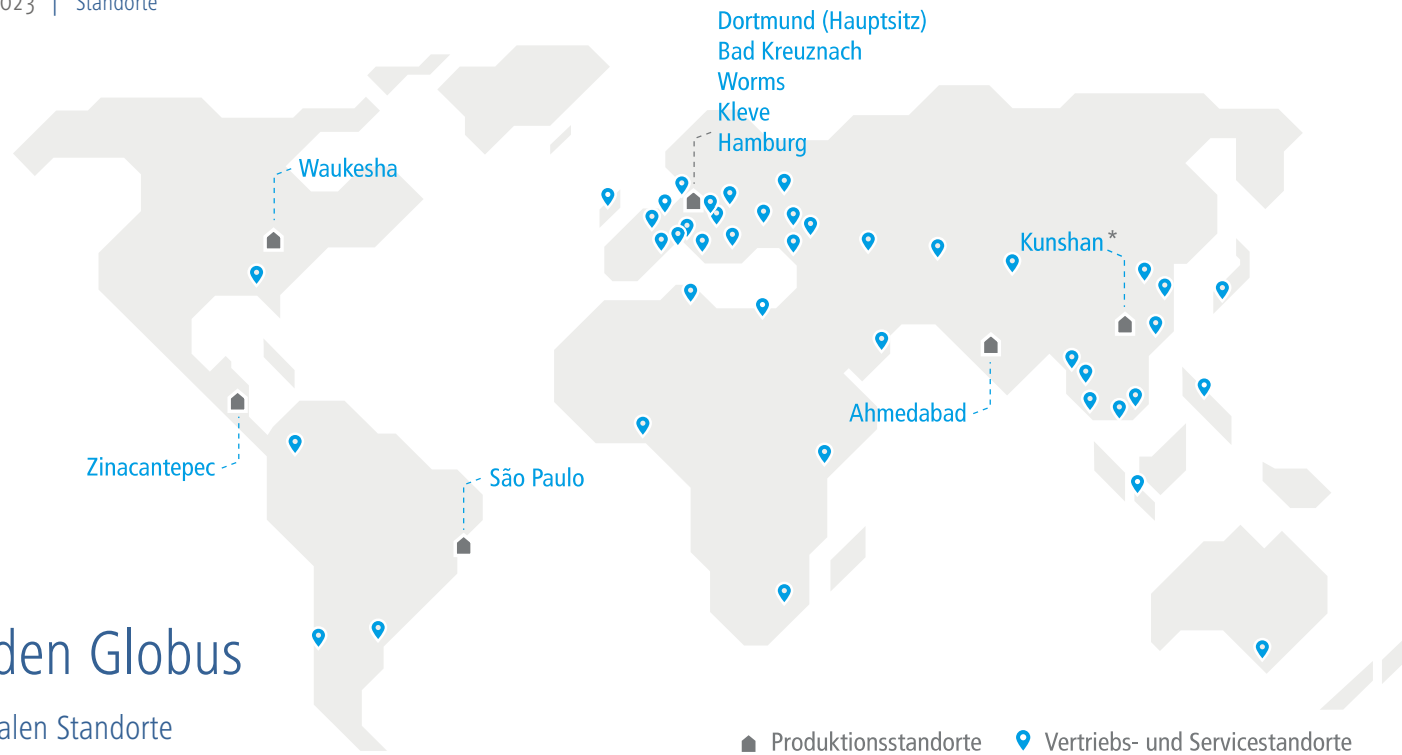 023 | Standorte
Dortmund (Hauptsitz)
Bad Kreuznach
Worms
Kleve
Hamburg
Waukesha
Kunshan*
Ahmedabad
Zinacantepec
São Paulo
den Globus
alen Standorte
Produktionsstandorte
Vertriebs- und Servicestandorte